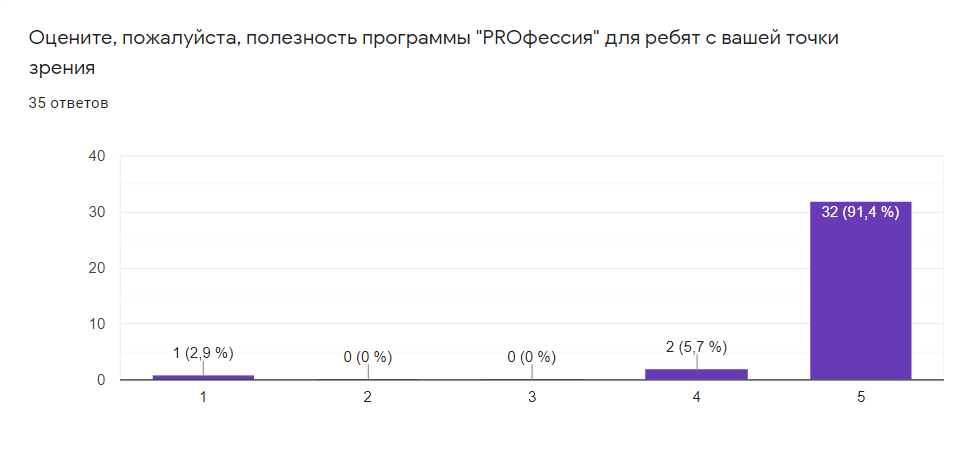 Оцените, пожалуйста, полезность программы "PROфессия" для ребят с вашей точки
зрения
35 ответов
40
30
20
10
0
1 (2,9 %)
0 (0 %)
0 (0 %)
2 (5,7 %)
32 (91,4 %)
1
2
3
4
5